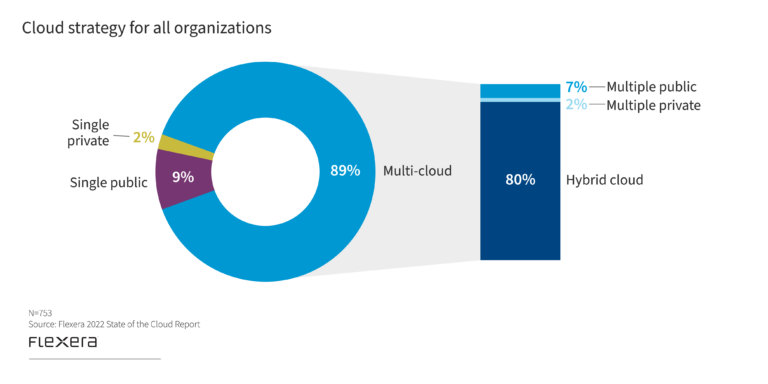 Cloud strategy for all organizations
Single
private
2%
Single public
9%
89%
Multi-cloud
7%
Multiple public
2%
Multiple private
80%
Hybrid cloud
N=753
Source: Flexera 2022 State of the Cloud Report
FLEXERA